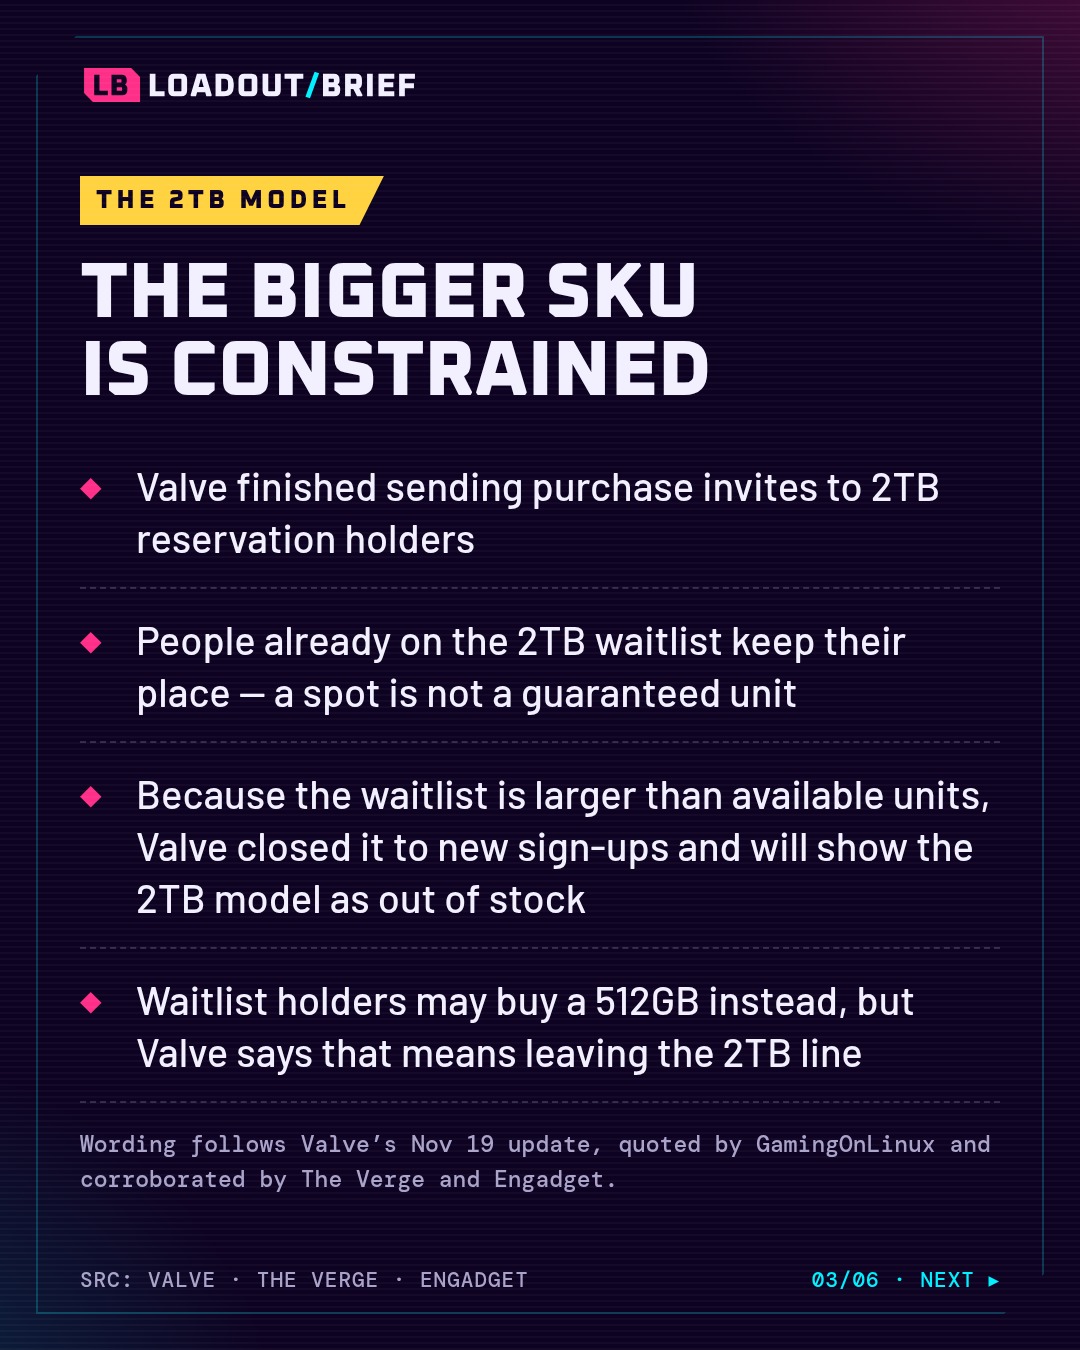 LB LOADOUT/BRIEF
THE 2TB MODEL
THE BIGGER SKU
IS CONSTRAINED
Valve finished sending purchase invites to 2TB
reservation holders
People already on the 2TB waitlist keep their
place — a spot is not a guaranteed unit
Because the waitlist is larger than available units,
Valve closed it to new sign-ups and will show the
2TB model as out of stock
Waitlist holders may buy a 512GB instead, but
Valve says that means leaving the 2TB line
Wording follows Valve’s Nov 19 update, quoted by GamingOnLinux and
corroborated by The Verge and Engadget.
SRC: VALVE · THE VERGE · ENGADGET
03/06 · NEXT ▸